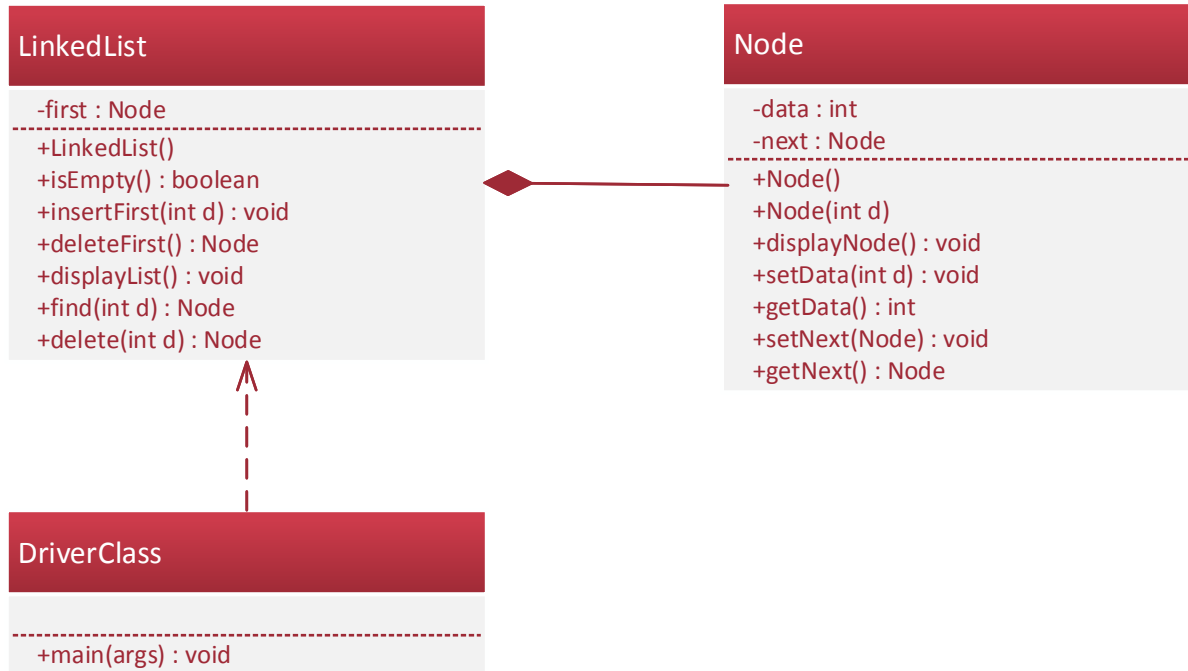 LinkedList
-first : Node
+LinkedList()
+isEmpty() : boolean
+insertFirst(int d) : void
+deleteFirst() : Node
+displayList() : void
+find(int d) : Node
+delete(int d) : Node
Node
-data : int
-next : Node
+Node()
+Node(int d)
+displayNode() : void
+setData(int d) : void
+getData() : int
+setNext(Node) : void
+getNext() : Node
DriverClass
+main(args) : void